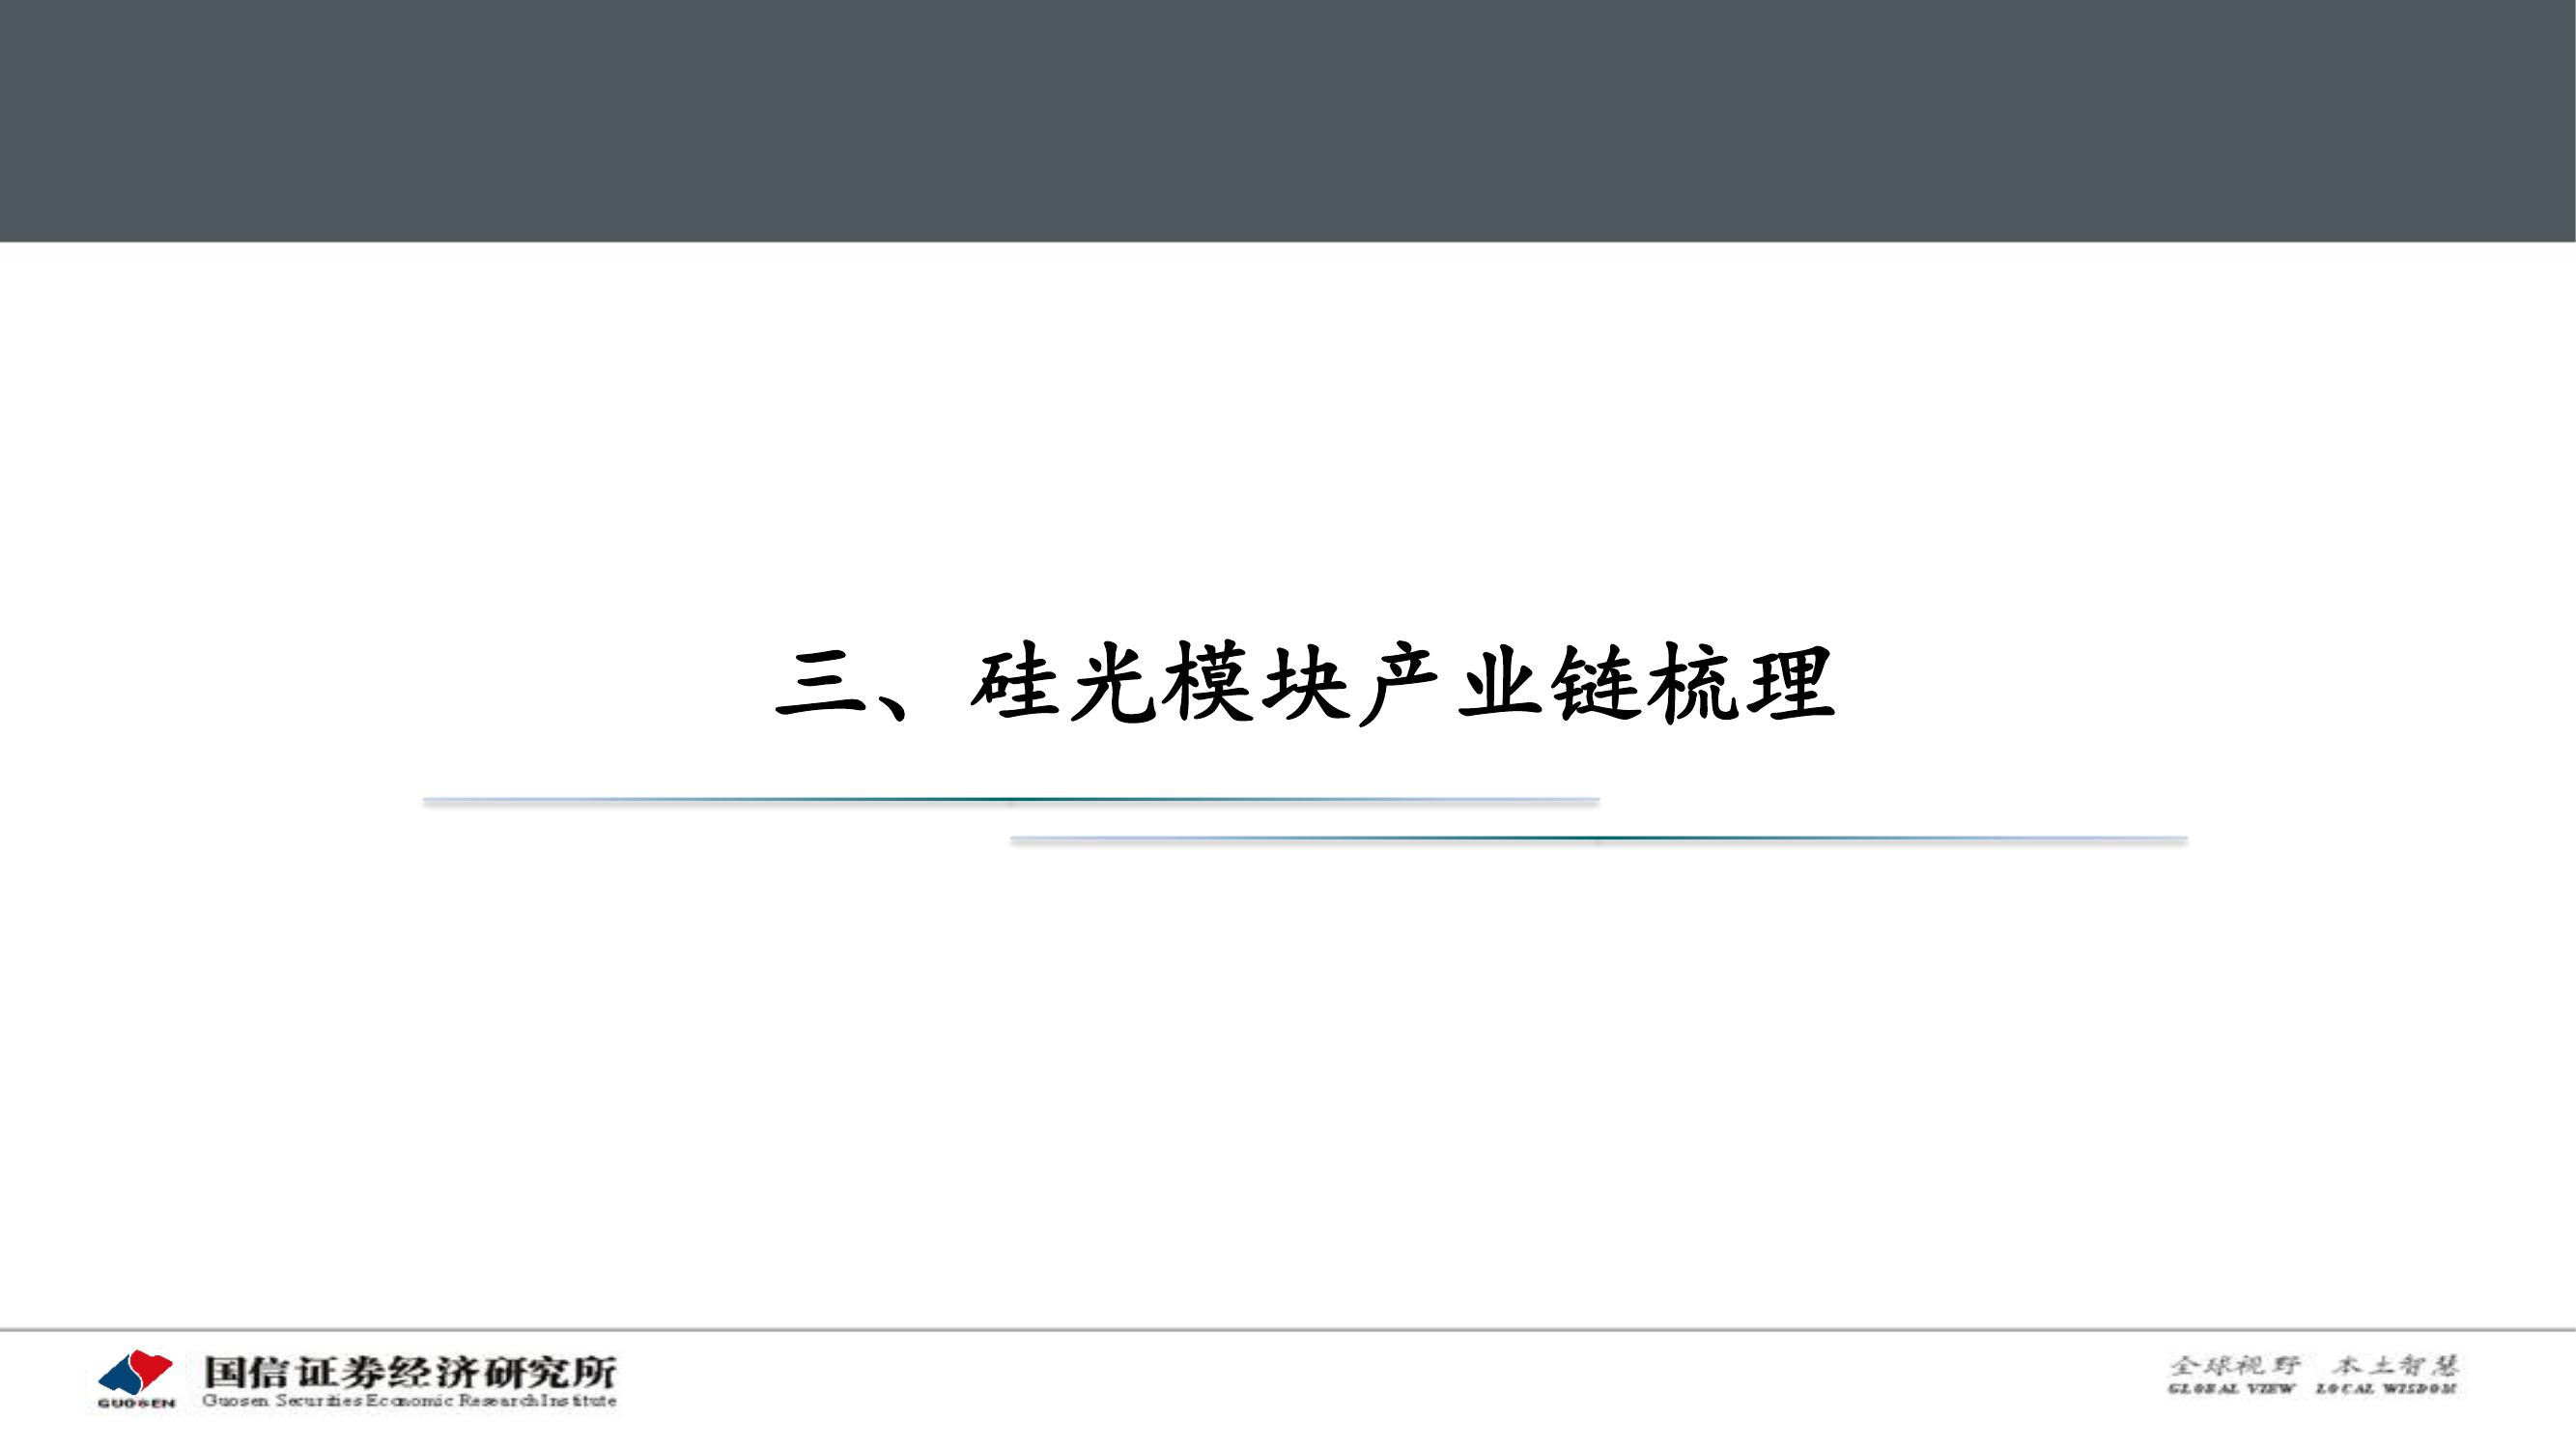 三、硅光模块产业链梳理
国信证券经济研究所
GUOSEN
Guosen Securities Economic Research Institute
全球视野 本土智慧
GLOBAL VIEW LOCAL WISDOM